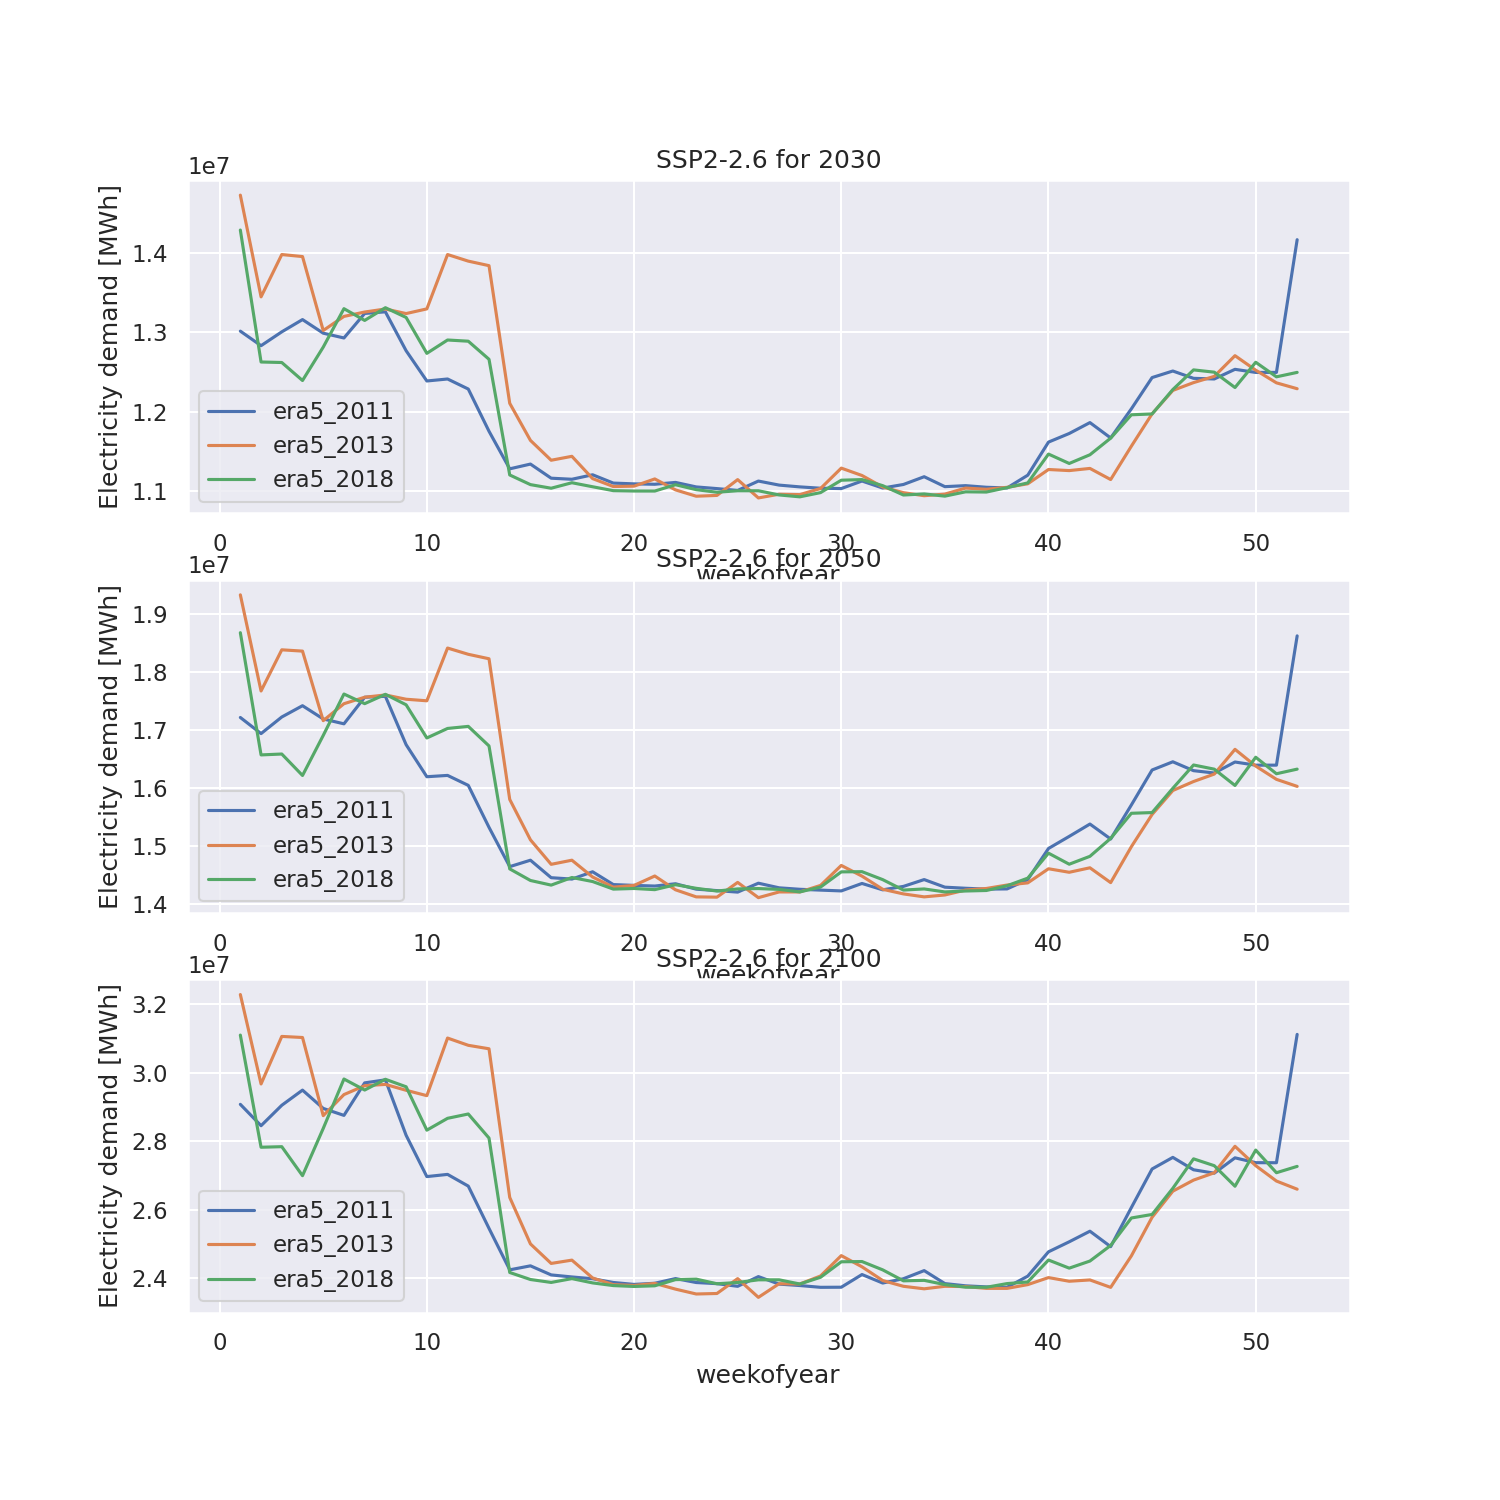 SSP2-2.6 for 2030
1e7
Electricity demand [MWh]
1.4
1.3
1.2
1.1
era5_2011
era5_2013
era5_2018
0 10 20 30 40 50
weekofyear
SSP2-2.6 for 2050
1e7
Electricity demand [MWh]
1.9
1.8
1.7
1.6
1.5
1.4
era5_2011
era5_2013
era5_2018
0 10 20 30 40 50
weekofyear
SSP2-2.6 for 2100
1e7
Electricity demand [MWh]
3.2
3.0
2.8
2.6
2.4
era5_2011
era5_2013
era5_2018
0 10 20 30 40 50
weekofyear